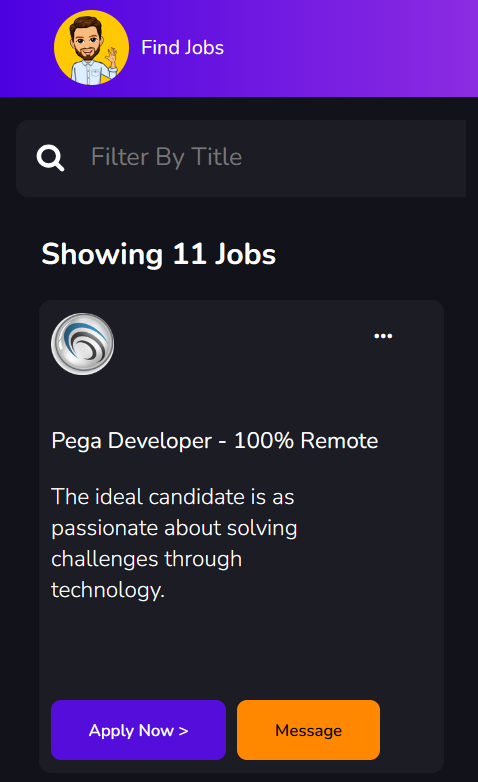 Find Jobs
Filter By Title
Showing 11 Jobs
Pega Developer - 100% Remote
The ideal candidate is as
passionate about solving
challenges through
technology.
Apply Now >
Message